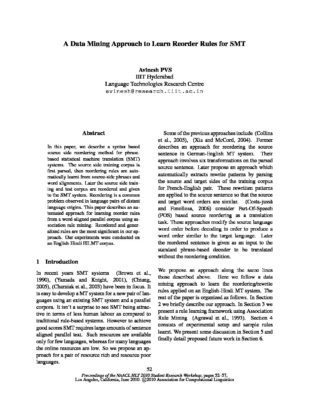 A Data Mining Approach to Learn Reorder Rules for SMT
Avinesh PVS
IIIT Hyderabad
Language Technologies Research Centre
avinesh@research.iiit.ac.in
Abstract
In this paper, we describe a syntax based
source side reordering method for phrase-
based statistical machine translation (SMT)
systems. The source side training corpus is
first parsed, then reordering rules are auto-
matically learnt from source-side phrases and
word alignments. Later the source side train-
ing and test corpus are reordered and given
to the SMT system. Reordering is a common
problem observed in language pairs of distant
language origins. This paper describes an au-
tomated approach for learning reorder rules
from a word-aligned parallel corpus using as-
sociation rule mining. Reordered and gener-
alized rules are the most significant in our ap-
proach. Our experiments were conducted on
an English-Hindi EILMT corpus.
1 Introduction
In recent years SMT systems (Brown et al.,
1990), (Yamada and Knight, 2001), (Chiang,
2005), (Charniak et al., 2003) have been in focus. It
is easy to develop a MT system for a new pair of lan-
guages using an existing SMT system and a parallel
corpora. It isn't a surprise to see SMT being attrac-
tive in terms of less human labour as compared to
traditional rule-based systems. However to achieve
good scores SMT requires large amounts of sentence
aligned parallel text. Such resources are available
only for few languages, whereas for many languages
the online resources are low. So we propose an ap-
proach for a pair of resource rich and resource poor
languages.
Some of the previous approaches include (Collins
et al., 2005), (Xia and McCord, 2004). Former
describes an approach for reordering the source
sentence in German-English MT system. Their
approach involves six transformations on the parsed
source sentence. Later propose an approach which
automatically extracts rewrite patterns by parsing
the source and target sides of the training corpus
for French-English pair. These rewrite patterns
are applied on the source sentence so that the source
and target word orders are similar. (Costa-jussà
and Fonollosa, 2006) consider Part-Of-Speech
(POS) based source reordering as a translation
task. These approaches modify the source language
word order before decoding in order to produce a
word order similar to the target language. Later
the reordered sentence is given as an input to the
standard phrase-based decoder to be translated
without the reordering condition.
We propose an approach along the same lines
those described above. Here we follow a data
mining approach to learn the reordering/rewrite
rules applied on an English-Hindi MT system. The
rest of the paper is organized as follows. In Section
2 we briefly describe our approach. In Section 3 we
present a rule learning framework using Association
Rule Mining (Agrawal et al., 1993). Section 4
consists of experimental setup and sample rules
learnt. We present some discussion in Section 5 and
finally detail proposed future work in Section 6.
52
Proceedings of the NAACL HLT 2010 Student Research Workshop, pages 52–57,
Los Angeles, California, June 2010. ©2010 Association for Computational Linguistics